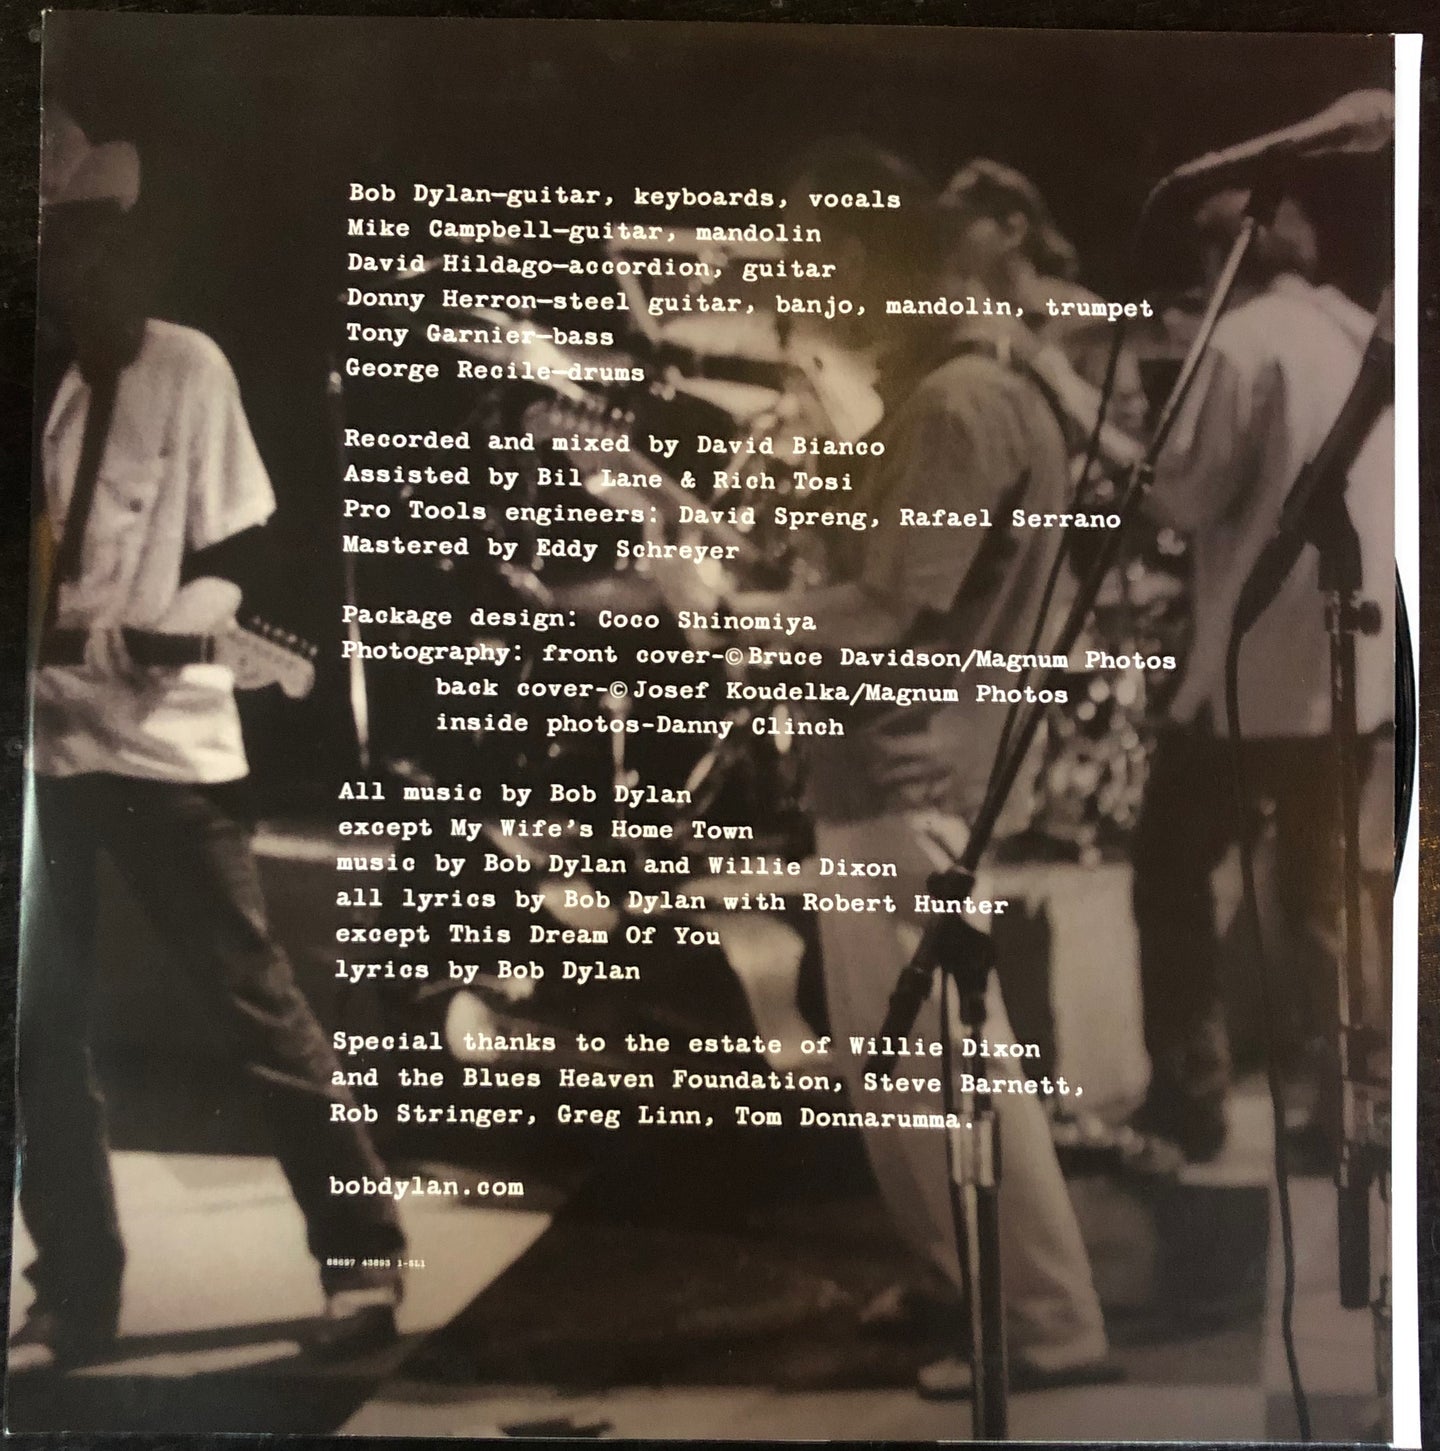 Bob Dylan—guitar, keyboards, vocals
Mike Campbell—guitar, mandolin
David Hildago—accordion, guitar
Donny Herron—steel guitar, banjo, mandolin, trumpet
Tony Garnier—bass
George Recile—drums
Recorded and mixed by David Bianco
Assisted by Bil Lane & Rich Tosi
Pro Tools engineers: David Spreng, Rafael Serrano
Mastered by Eddy Schreyer
Package design: Coco Shinomiya
Photography: front cover-©Bruce Davidson/Magnum Photos
back cover-©Josef Koudelka/Magnum Photos
inside photos-Danny Clinch
All music by Bob Dylan
except My Wife's Home Town
music by Bob Dylan and Willie Dixon
all lyrics by Bob Dylan with Robert Hunter
except This Dream Of You
lyrics by Bob Dylan
Special thanks to the estate of Willie Dixon
and the Blues Heaven Foundation, Steve Barnett,
Rob Stringer, Greg Linn, Tom Donnarumma.
bobdylan.com
88697 43893 1-SL1